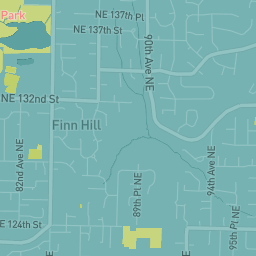 Park
NE 137th Pl
NE 137th St
90th Ave NE
NE 132nd St
Finn Hill
82nd Ave NE
94th Ave NE
89th Pl NE
95th Pl NE
E 124th St